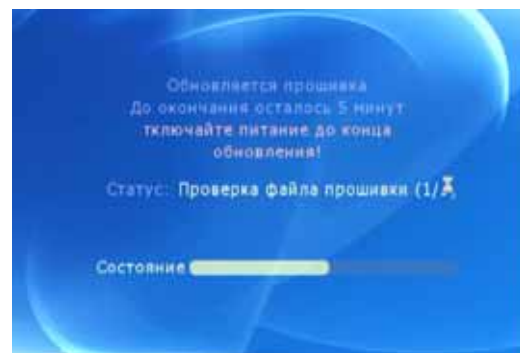 Обновляется прошивка
До окончания осталось 5 минут
тключайте питание до конца
обновления!
Статус: Проверка файла прошивки (1/
Состояние